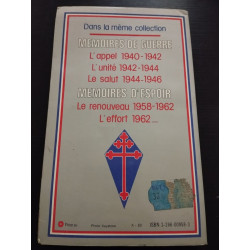 Dans la même collection
MEMOIRES DE GUERRE
L'appel 1940-1942
L'unité 1942-1944
Le salut 1944-1946
MEMOIRES D'ESPOIR
Le renouveau 1958-1962
L'effort 1962 ...
ISBN